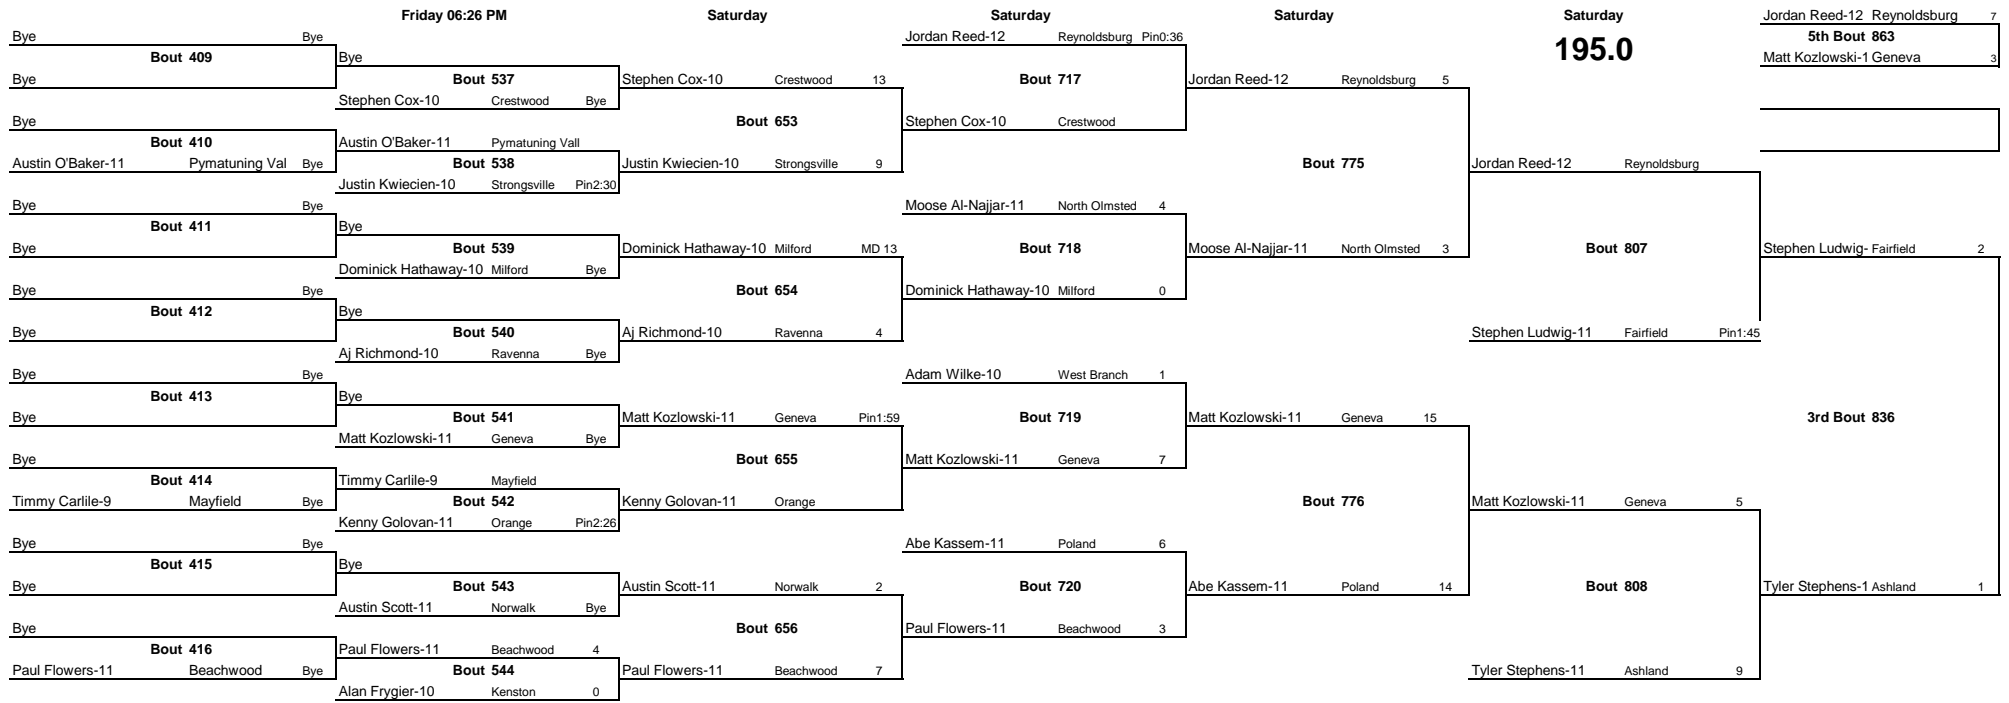 Friday 06:26 PM Saturday Saturday Saturday Saturday Jordan Reed-12 Reynoldsburg 7
Bye Bye Jordan Reed-12 Reynoldsburg Pin0:36 195.0 5th Bout 863
Bout 409 Bye Matt Kozlowski-1 Geneva 3
Bye Bout 537 Stephen Cox-10 Crestwood 13 Bout 717 Jordan Reed-12 Reynoldsburg 5
Stephen Cox-10 Crestwood Bye
Bye Bout 653 Stephen Cox-10 Crestwood
Bout 410 Austin O'Baker-11 Pymatuning Vall
Austin O'Baker-11 Pymatuning Val Bye Bout 538 Justin Kwiecien-10 Strongsville 9 Bout 775 Jordan Reed-12 Reynoldsburg
Justin Kwiecien-10 Strongsville Pin2:30
Bye Bye Moose Al-Najjar-11 North Olmsted 4
Bout 411 Bye
Bye Bout 539 Dominick Hathaway-10 Milford MD 13 Bout 718 Moose Al-Najjar-11 North Olmsted 3 Bout 807 Stephen Ludwig- Fairfield 2
Dominick Hathaway-10 Milford Bye
Bye Bye Bout 654 Dominick Hathaway-10 Milford 0
Bout 412 Bye
Bye Bout 540 Aj Richmond-10 Ravenna 4 Stephen Ludwig-11 Fairfield Pin1:45
Aj Richmond-10 Ravenna Bye
Bye Bye Adam Wilke-10 West Branch 1
Bout 413 Bye
Bye Bout 541 Matt Kozlowski-11 Geneva Pin1:59 Bout 719 Matt Kozlowski-11 Geneva 15 3rd Bout 836
Matt Kozlowski-11 Geneva Bye
Bye Bout 655 Matt Kozlowski-11 Geneva 7
Bout 414 Timmy Carlile-9 Mayfield
Timmy Carlile-9 Mayfield Bye Bout 542 Kenny Golovan-11 Orange Bout 776 Matt Kozlowski-11 Geneva 5
Kenny Golovan-11 Orange Pin2:26
Bye Bye Abe Kassem-11 Poland 6
Bout 415 Bye
Bye Bout 543 Austin Scott-11 Norwalk 2 Bout 720 Abe Kassem-11 Poland 14 Bout 808 Tyler Stephens-1 Ashland 1
Austin Scott-11 Norwalk Bye
Bye Bout 656 Paul Flowers-11 Beachwood 3
Bout 416 Paul Flowers-11 Beachwood 4
Paul Flowers-11 Beachwood Bye Bout 544 Paul Flowers-11 Beachwood 7 Tyler Stephens-11 Ashland 9
Alan Frygier-10 Kenston 0